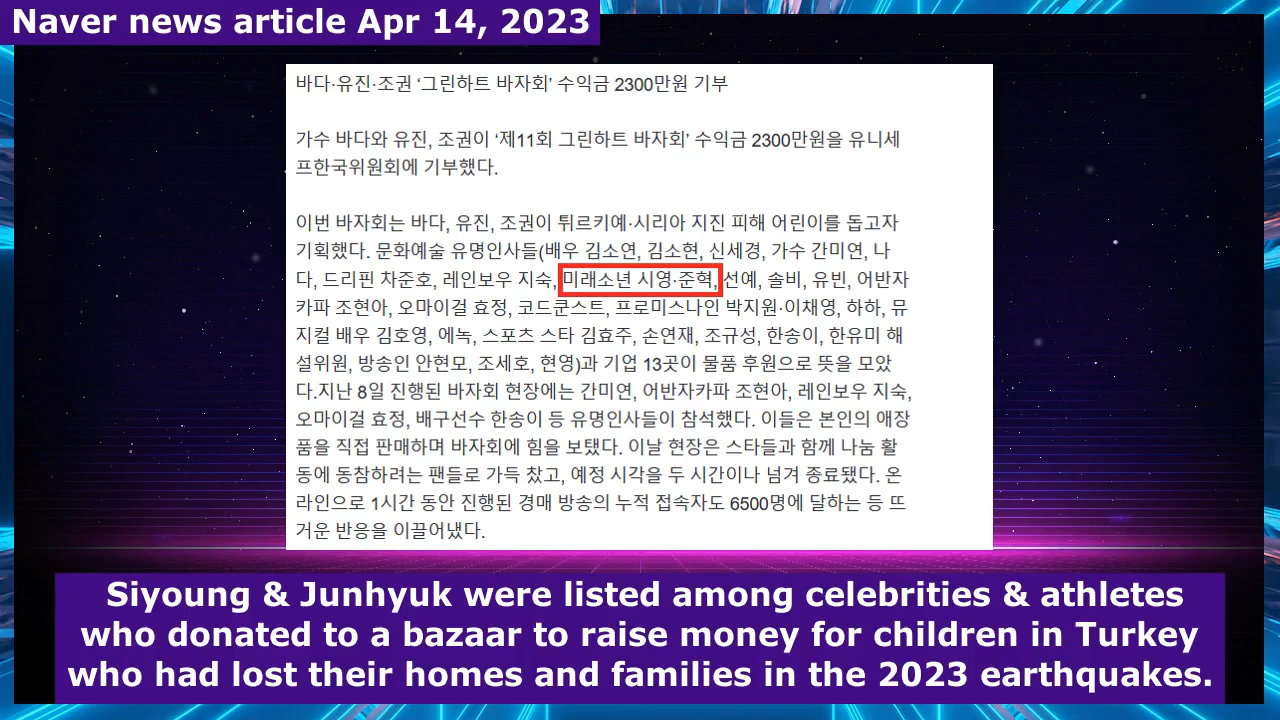 Naver news article Apr 14, 2023
바다·유진·조권 ‘그린하트 바자회’ 수익금 2300만원 기부
가수 바다와 유진, 조권이 ‘제11회 그린하트 바자회’ 수익금 2300만원을 유니세
프한국위원회에 기부했다.
이번 바자회는 바다, 유진, 조권이 튀르키예·시리아 지진 피해 어린이를 돕고자
기획했다. 문화예술 유명인사들(배우 김소연, 김소현, 신세경, 가수 간미연, 나
다, 드리핀 차준호, 레인보우 지숙, 미래소년 시영·준혁, 선예, 솔비, 유빈, 어반자
카파 조현아, 오마이걸 효정, 코드쿤스트, 프로미스나인 박지원·이채영, 하하, 뮤
지컬 배우 김호영, 에녹, 스포츠 스타 김효주, 손연재, 조규성, 한송이, 한유미 해
설위원, 방송인 안현모, 조세호, 현영)과 기업 13곳이 물품 후원으로 뜻을 모았
다.지난 8일 진행된 바자회 현장에는 간미연, 어반자카파 조현아, 레인보우 지숙,
오마이걸 효정, 배구선수 한송이 등 유명인사들이 참석했다. 이들은 본인의 애장
품을 직접 판매하며 바자회에 힘을 보탰다. 이날 현장은 스타들과 함께 나눔 활
동에 동참하려는 팬들로 가득 찼고, 예정 시각을 두 시간이나 넘겨 종료됐다. 온
라인으로 1시간 동안 진행된 경매 방송의 누적 접속자도 6500명에 달하는 등 뜨
거운 반응을 이끌어냈다.
Siyoung & Junhyuk were listed among celebrities & athletes
who donated to a bazaar to raise money for children in Turkey
who had lost their homes and families in the 2023 earthquakes.